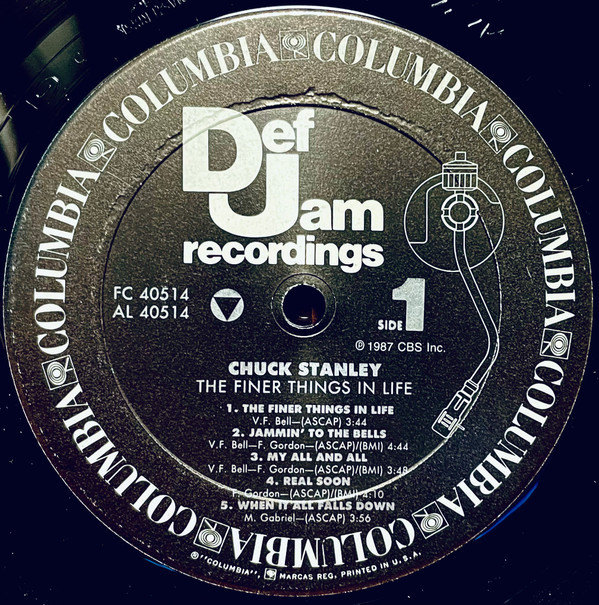 COLUMBIA COLUMBIA COLUMBIA COLUMBIA COLUMBIA COLUMBIA COLUMBIA COLUMBIA COLUMBIA
Def
Jam
recordings
FC 40514
AL 40514
SIDE 1
℗ 1987 CBS Inc.
CHUCK STANLEY
THE FINER THINGS IN LIFE
1. THE FINER THINGS IN LIFE
V.F. Bell—(ASCAP) 3:44
2. JAMMIN' TO THE BELLS
V.F. Bell—F. Gordon—(ASCAP)/(BMI) 4:44
3. MY ALL AND ALL
V.F. Bell—F. Gordon—(ASCAP)/(BMI) 3:48
4. REAL SOON
F. Gordon—(ASCAP)/(BMI) 4:10
5. WHEN IT ALL FALLS DOWN
M. Gabriel—(ASCAP) 3:56
® "COLUMBIA", MARCAS REG. PRINTED IN U.S.A.